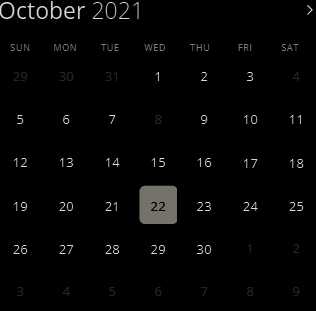 October 2021
SUN MON TUE WED THU FRI SAT
29 30 31 1 2 3 4
5 6 7 8 9 10 11
12 13 14 15 16 17 18
19 20 21 22 23 24 25
26 27 28 29 30 1 2
3 4 5 6 7 8 9